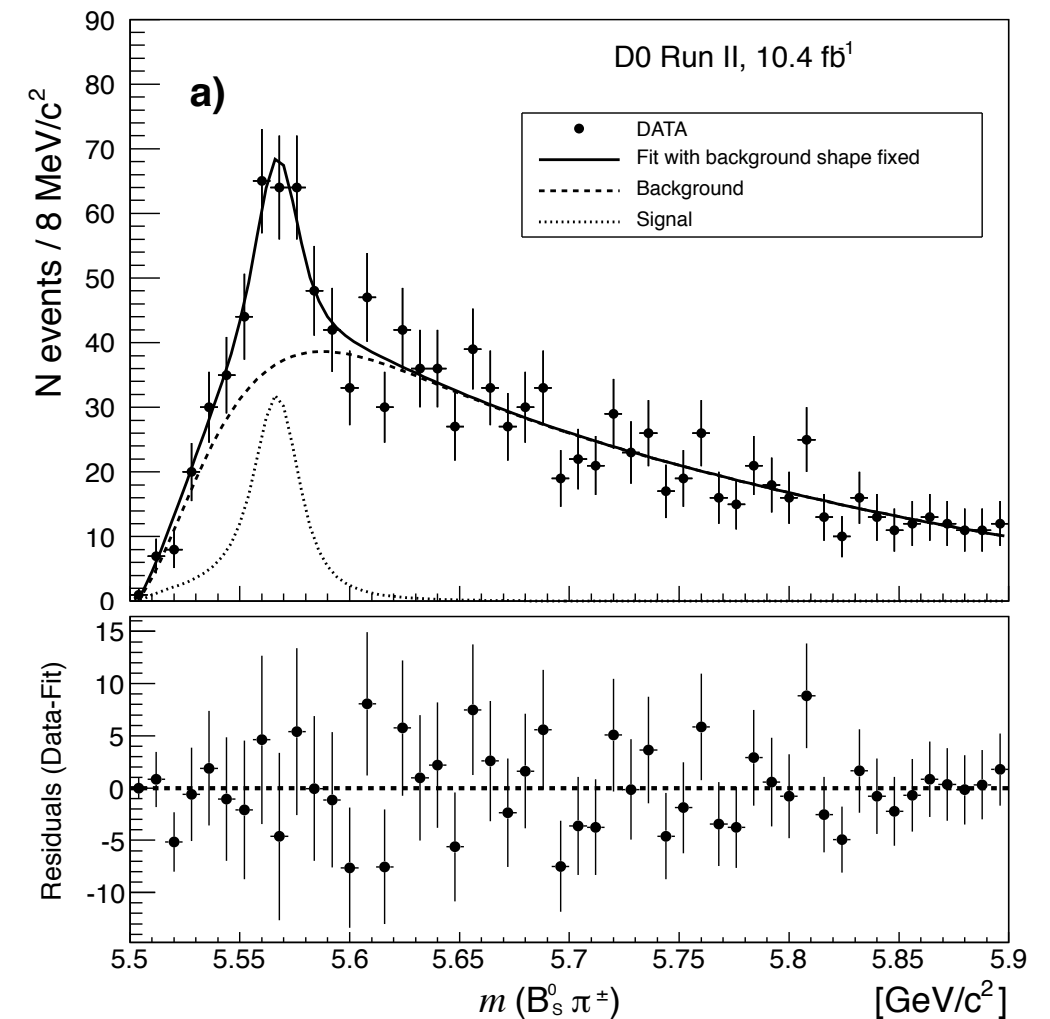 D0 Run II, 10.4 fb⁻¹
a)
DATA
Fit with background shape fixed
Background
Signal
N events / 8 MeV/c²
90
80
70
60
50
40
30
20
10
0
Residuals (Data-Fit)
15
10
5
0
-5
-10
5.5 5.55 5.6 5.65 5.7 5.75 5.8 5.85 5.9
m (B⁰ₛ π±) [GeV/c²]